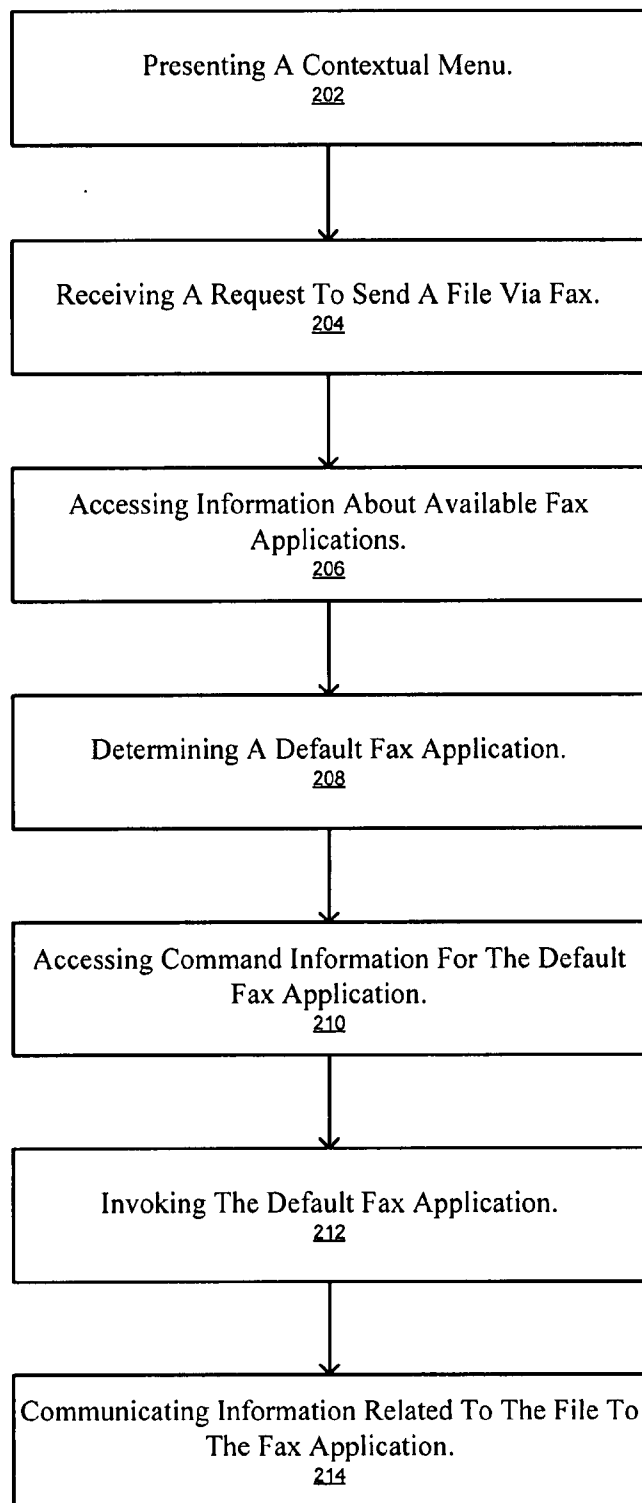 Presenting A Contextual Menu.
202
Receiving A Request To Send A File Via Fax.
204
Accessing Information About Available Fax
Applications.
206
Determining A Default Fax Application.
208
Accessing Command Information For The Default
Fax Application.
210
Invoking The Default Fax Application.
212
Communicating Information Related To The File To
The Fax Application.
214